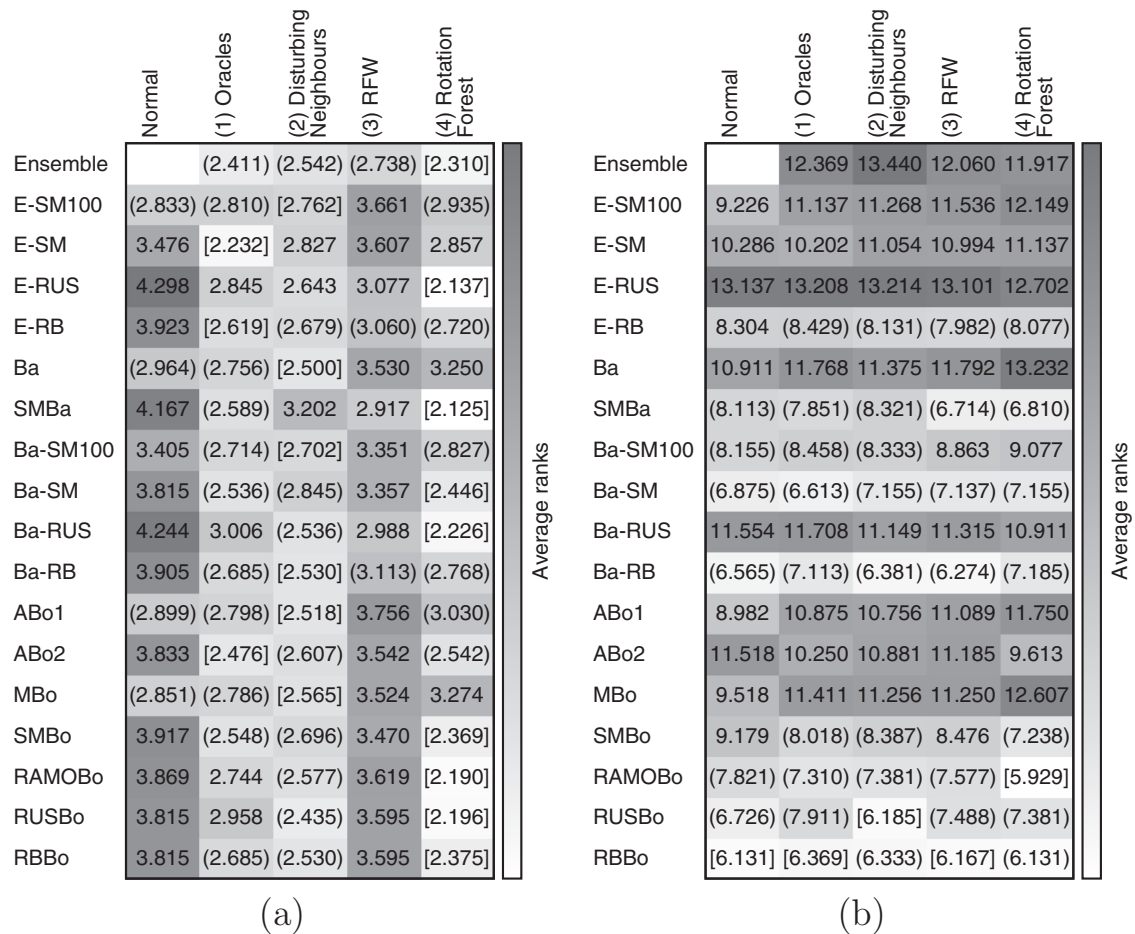 Normal (1) Oracles (2) Disturbing Neighbours (3) RFW (4) Rotation Forest
Ensemble (2.411) (2.542) (2.738) [2.310]
E-SM100 (2.833) (2.810) [2.762] 3.661 (2.935)
E-SM 3.476 [2.232] 2.827 3.607 2.857
E-RUS 4.298 2.845 2.643 3.077 [2.137]
E-RB 3.923 [2.619] (2.679) (3.060) (2.720)
Ba (2.964) (2.756) [2.500] 3.530 3.250
SMBa 4.167 (2.589) 3.202 2.917 [2.125]
Ba-SM100 3.405 (2.714) [2.702] 3.351 (2.827)
Ba-SM 3.815 (2.536) (2.845) 3.357 [2.446]
Ba-RUS 4.244 3.006 (2.536) 2.988 [2.226]
Ba-RB 3.905 (2.685) [2.530] (3.113) (2.768)
ABo1 (2.899) (2.798) [2.518] 3.756 (3.030)
ABo2 3.833 [2.476] (2.607) 3.542 (2.542)
MBo (2.851) (2.786) [2.565] 3.524 3.274
SMBo 3.917 (2.548) (2.696) 3.470 [2.369]
RAMOBo 3.869 2.744 (2.577) 3.619 [2.190]
RUSBo 3.815 2.958 (2.435) 3.595 [2.196]
RBBo 3.815 (2.685) (2.530) 3.595 [2.375]
Average ranks
(a)
Normal (1) Oracles (2) Disturbing Neighbours (3) RFW (4) Rotation Forest
Ensemble 12.369 13.440 12.060 11.917
E-SM100 9.226 11.137 11.268 11.536 12.149
E-SM 10.286 10.202 11.054 10.994 11.137
E-RUS 13.137 13.208 13.214 13.101 12.702
E-RB 8.304 (8.429) (8.131) (7.982) (8.077)
Ba 10.911 11.768 11.375 11.792 13.232
SMBa (8.113) (7.851) (8.321) (6.714) (6.810)
Ba-SM100 (8.155) (8.458) (8.333) 8.863 9.077
Ba-SM (6.875) (6.613) (7.155) (7.137) (7.155)
Ba-RUS 11.554 11.708 11.149 11.315 10.911
Ba-RB (6.565) (7.113) (6.381) (6.274) (7.185)
ABo1 8.982 10.875 10.756 11.089 11.750
ABo2 11.518 10.250 10.881 11.185 9.613
MBo 9.518 11.411 11.256 11.250 12.607
SMBo 9.179 (8.018) (8.387) 8.476 (7.238)
RAMOBo (7.821) (7.310) (7.381) (7.577) [5.929]
RUSBo (6.726) (7.911) [6.185] (7.488) (7.381)
RBBo [6.131] [6.369] (6.333) [6.167] (6.131)
Average ranks
(b)